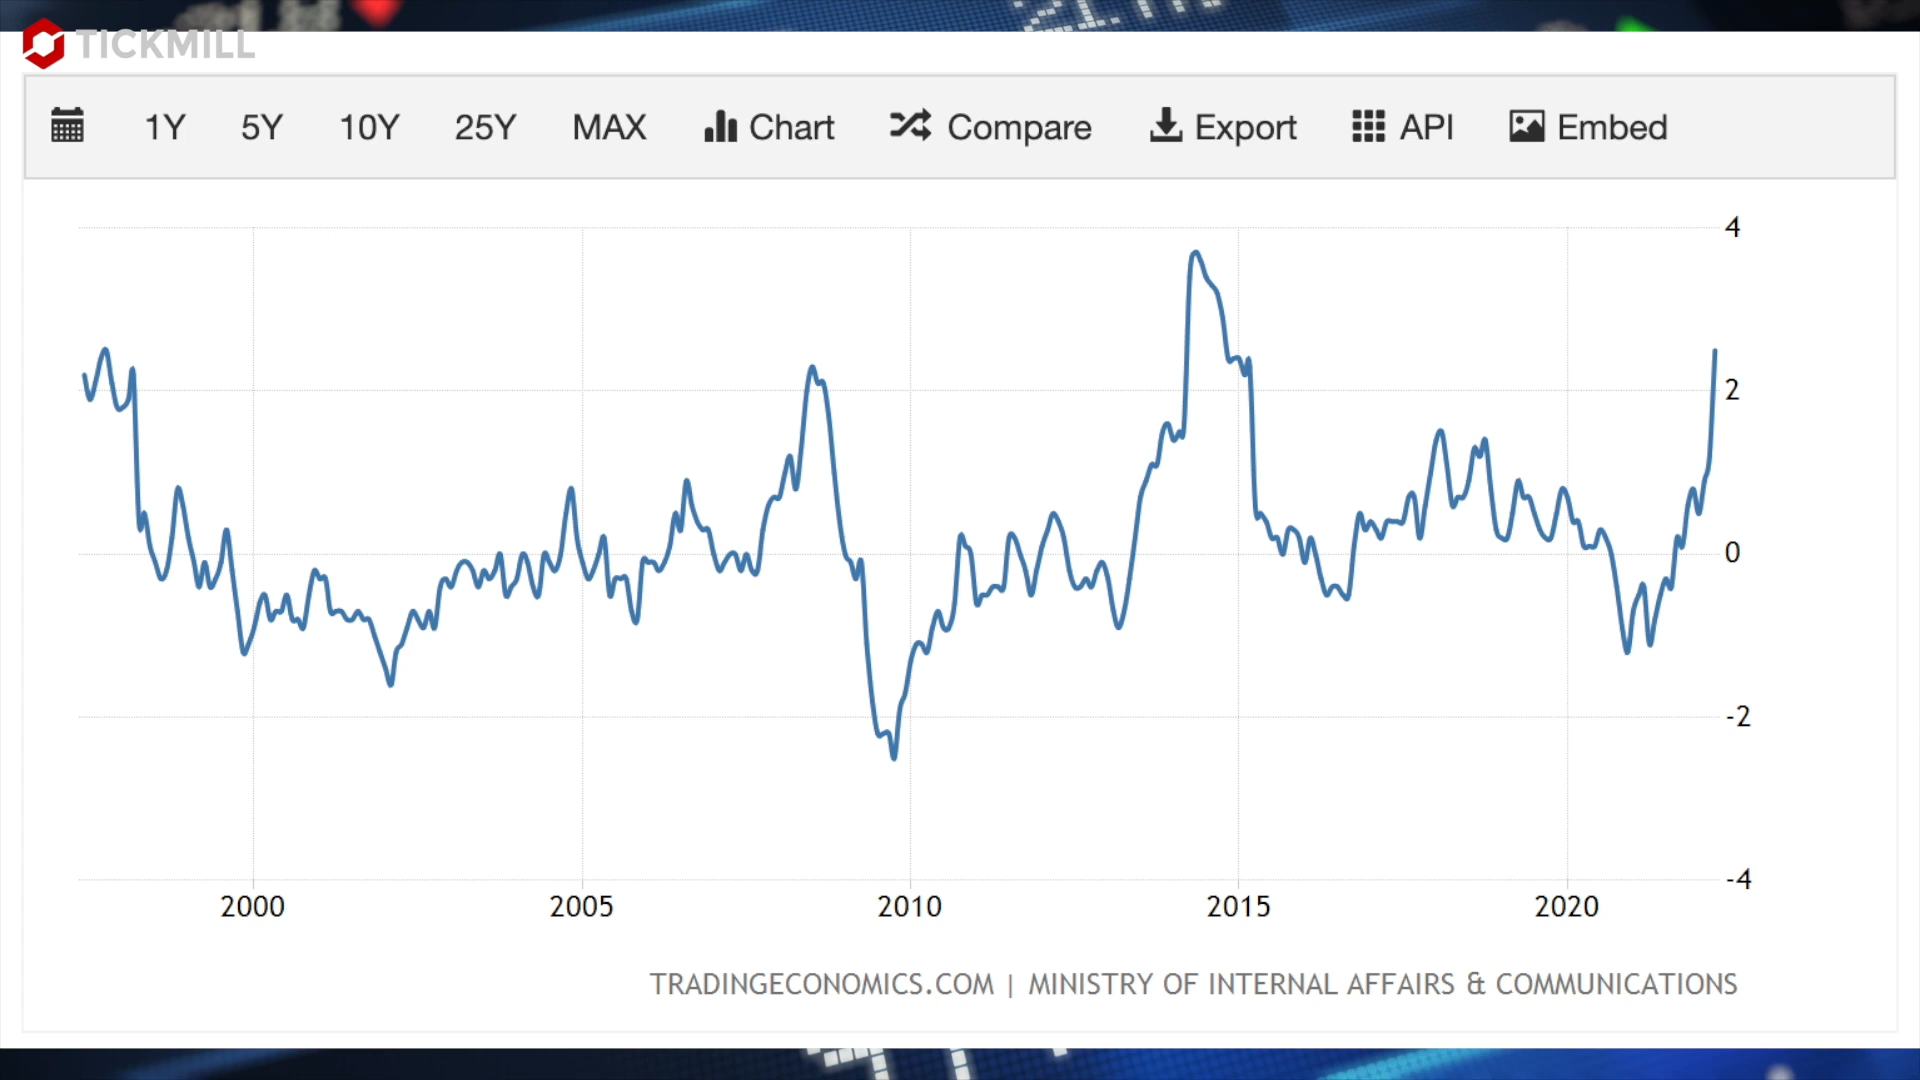 TICKMILL
1Y 5Y 10Y 25Y MAX Chart Compare Export API Embed
4
2
0
-2
-4
2000 2005 2010 2015 2020
TRADINGECONOMICS.COM | MINISTRY OF INTERNAL AFFAIRS & COMMUNICATIONS